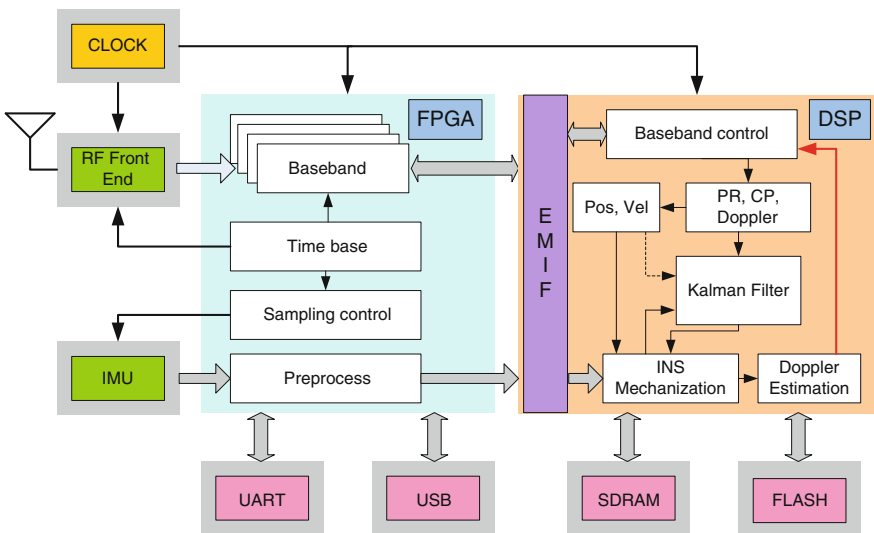 CLOCK
RF Front
End
IMU
FPGA
Baseband
Time base
Sampling control
Preprocess
E
M
I
F
DSP
Baseband control
Pos, Vel
PR, CP,
Doppler
Kalman Filter
INS
Mechanization
Doppler
Estimation
UART
USB
SDRAM
FLASH